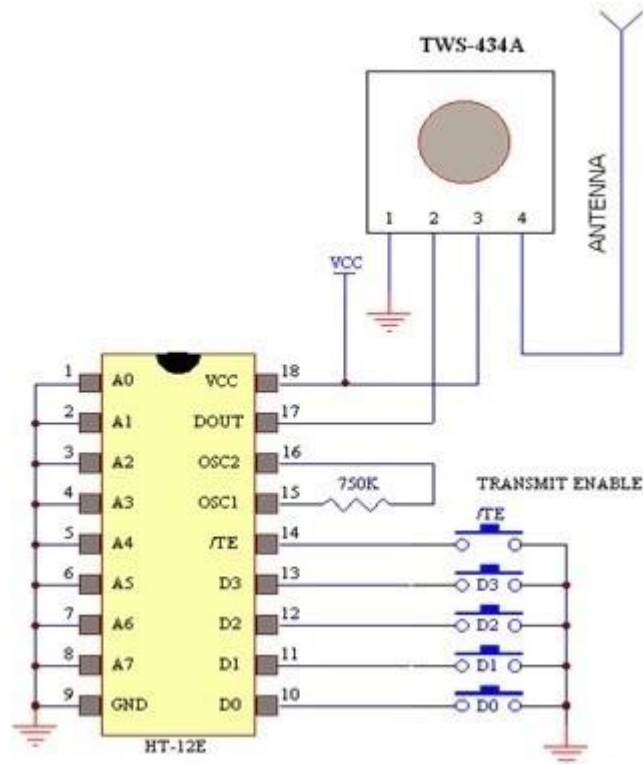 TWS-434A
1 2 3 4
ANTENNA
VCC
1 A0 VCC 18
2 A1 DOUT 17
3 A2 OSC2 16
4 A3 OSC1 15 750K
TRANSMIT ENABLE
5 A4 /TE 14 /TE
6 A5 D3 13 D3
7 A6 D2 12 D2
8 A7 D1 11 D1
9 GND D0 10 D0
HT-12E